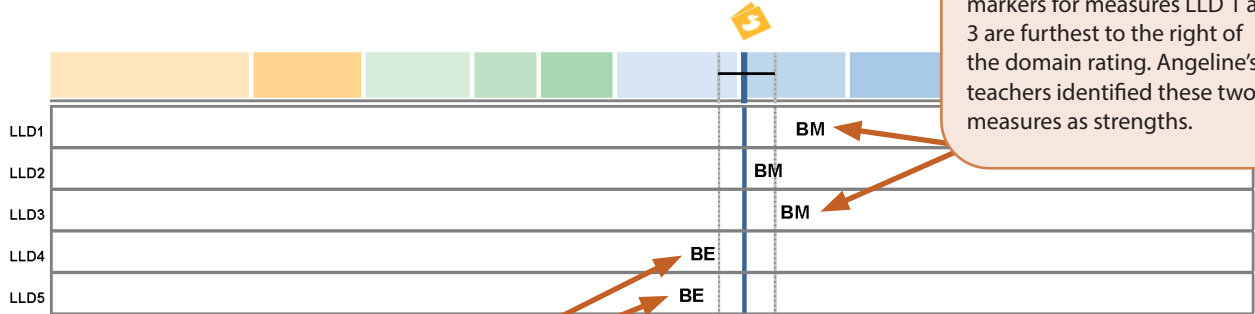 markers for measures LLD 1 a
3 are furthest to the right of
the domain rating. Angeline's
teachers identified these two
measures as strengths.
LLD1 BM
LLD2 BM
LLD3 BM
LLD4 BE
LLD5 BE